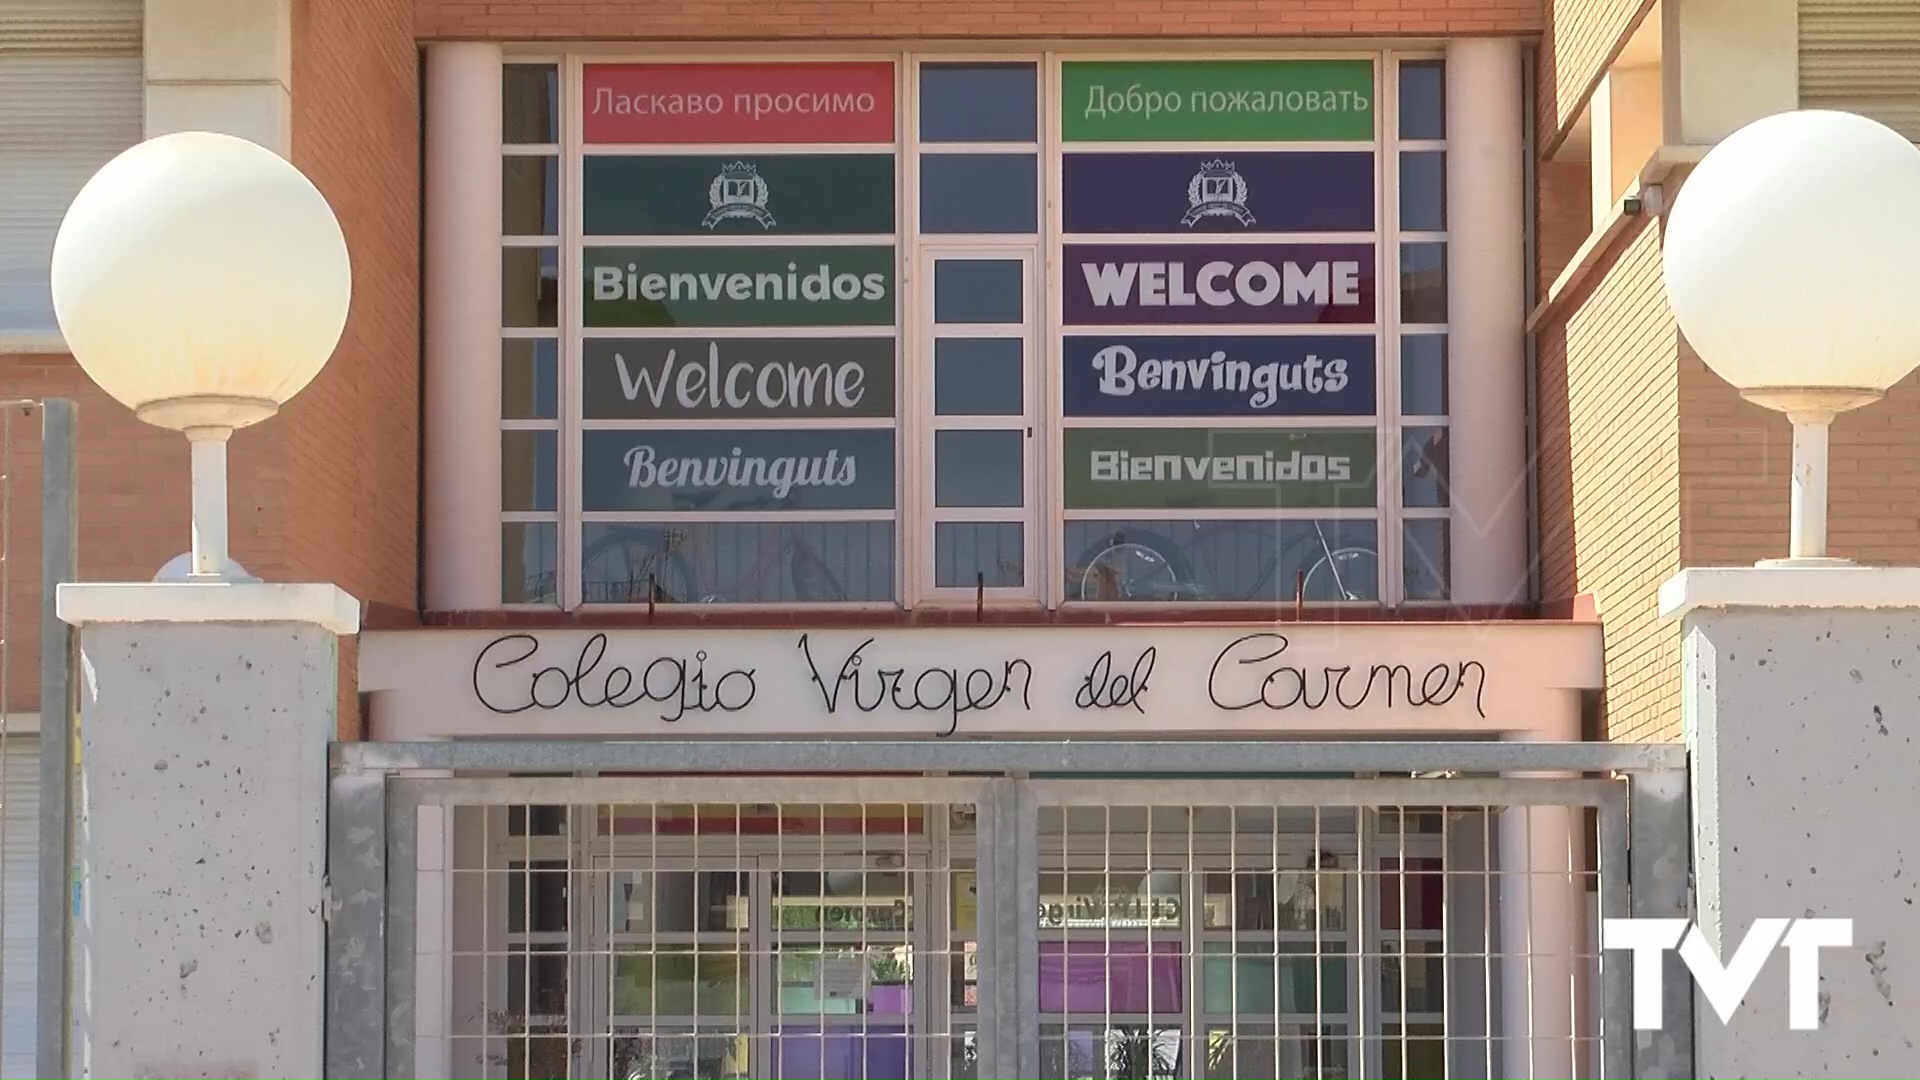 Ласкаво просимо
Добро пожаловать
Bienvenidos
WELCOME
Welcome
Benvinguts
Benvinguts
Bienvenidos
Colegio Virgen del Carmen
TVT